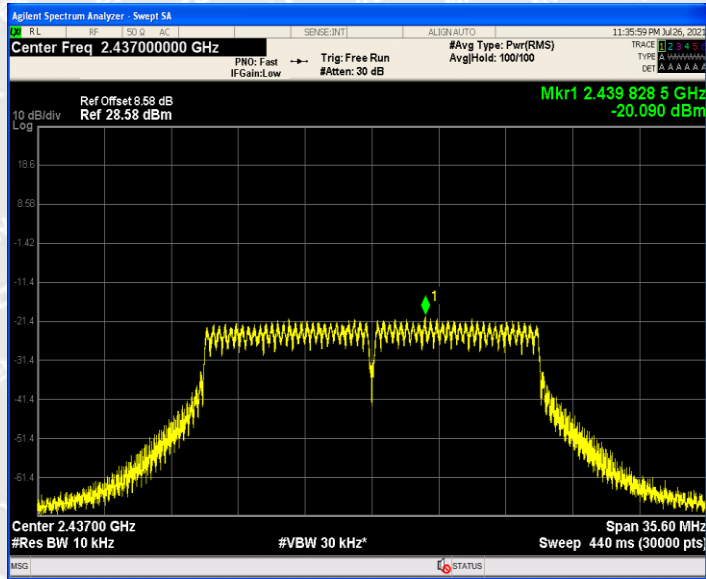 Agilent Spectrum Analyzer - Swept SA
RL RF 50 Ω AC SENSE:INT ALIGN AUTO 11:35:59 PM Jul 26, 2021
Center Freq 2.437000000 GHz
PNO: Fast
IFGain:Low
Trig: Free Run
#Atten: 30 dB
#Avg Type: Pwr(RMS)
Avg|Hold: 100/100
TRACE 1 2 3 4 5 6
TYPE A
DET A A A A A
Mkr1 2.439 828 5 GHz
-20.090 dBm
Ref Offset 8.58 dB
10 dB/div Ref 28.58 dBm
Log
18.6
8.58
-1.42
-11.4
1
-21.4
-31.4
-41.4
-51.4
-61.4
Center 2.43700 GHz Span 35.60 MHz
#Res BW 10 kHz #VBW 30 kHz* Sweep 440 ms (30000 pts)
MSG STATUS